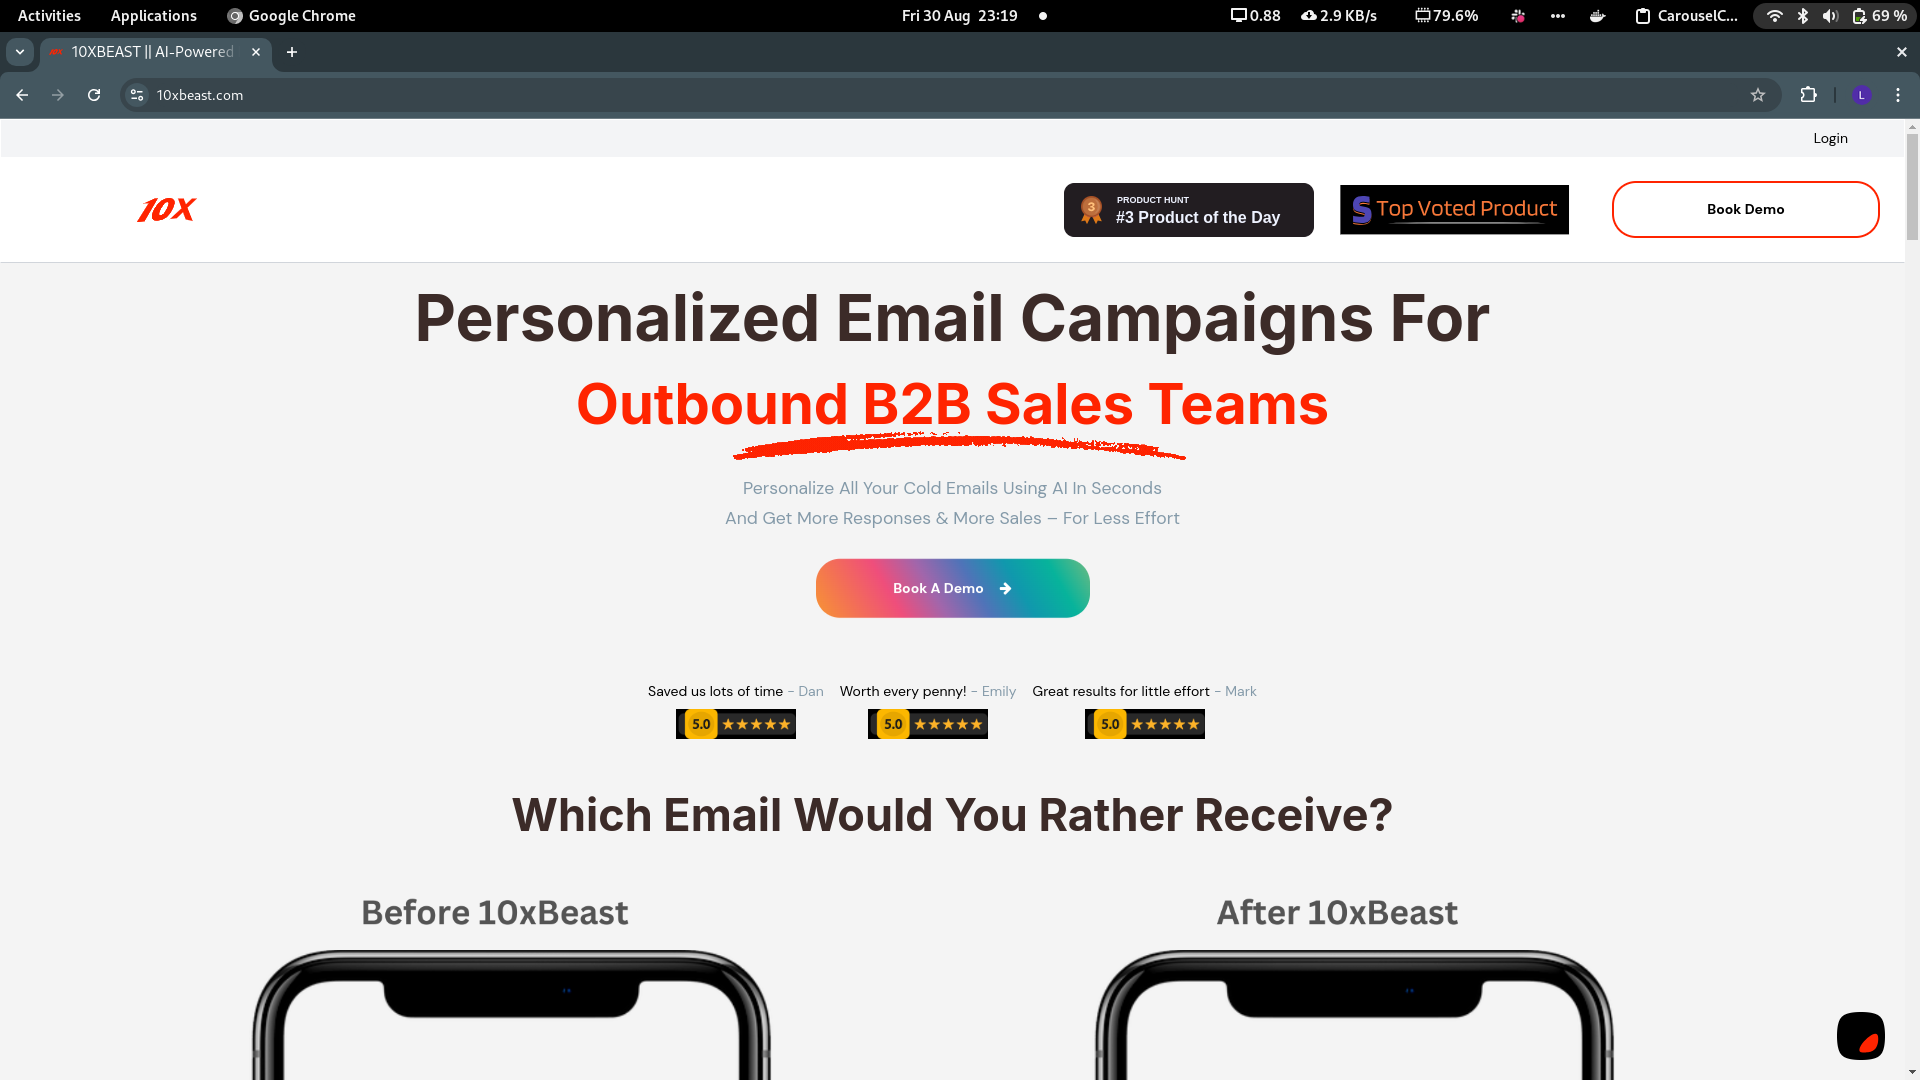 Activities Applications Google Chrome Fri 30 Aug 23:19 0.88 2.9 KB/s 79.6% CarouselC... 69 %
10XBEAST || AI-Powered
10xbeast.com L
Login
10X
3 PRODUCT HUNT
#3 Product of the Day
S Top Voted Product
Book Demo
Personalized Email Campaigns For
Outbound B2B Sales Teams
Personalize All Your Cold Emails Using AI In Seconds
And Get More Responses & More Sales – For Less Effort
Book A Demo
Saved us lots of time - Dan Worth every penny! - Emily Great results for little effort - Mark
5.0 5.0 5.0
Which Email Would You Rather Receive?
Before 10xBeast After 10xBeast